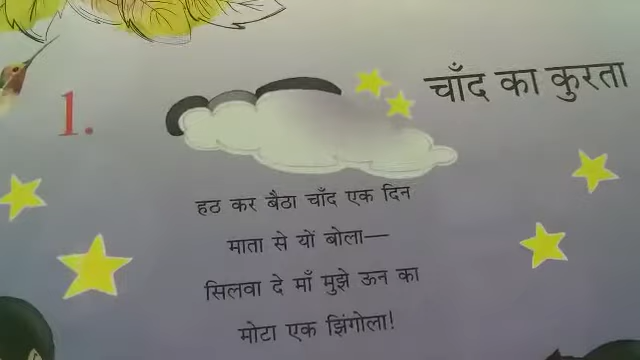 1.
चाँद का कुरता
हठ कर बैठा चाँद एक दिन
माता से यों बोला—
सिलवा दे माँ मुझे ऊन का
मोटा एक झिंगोला!